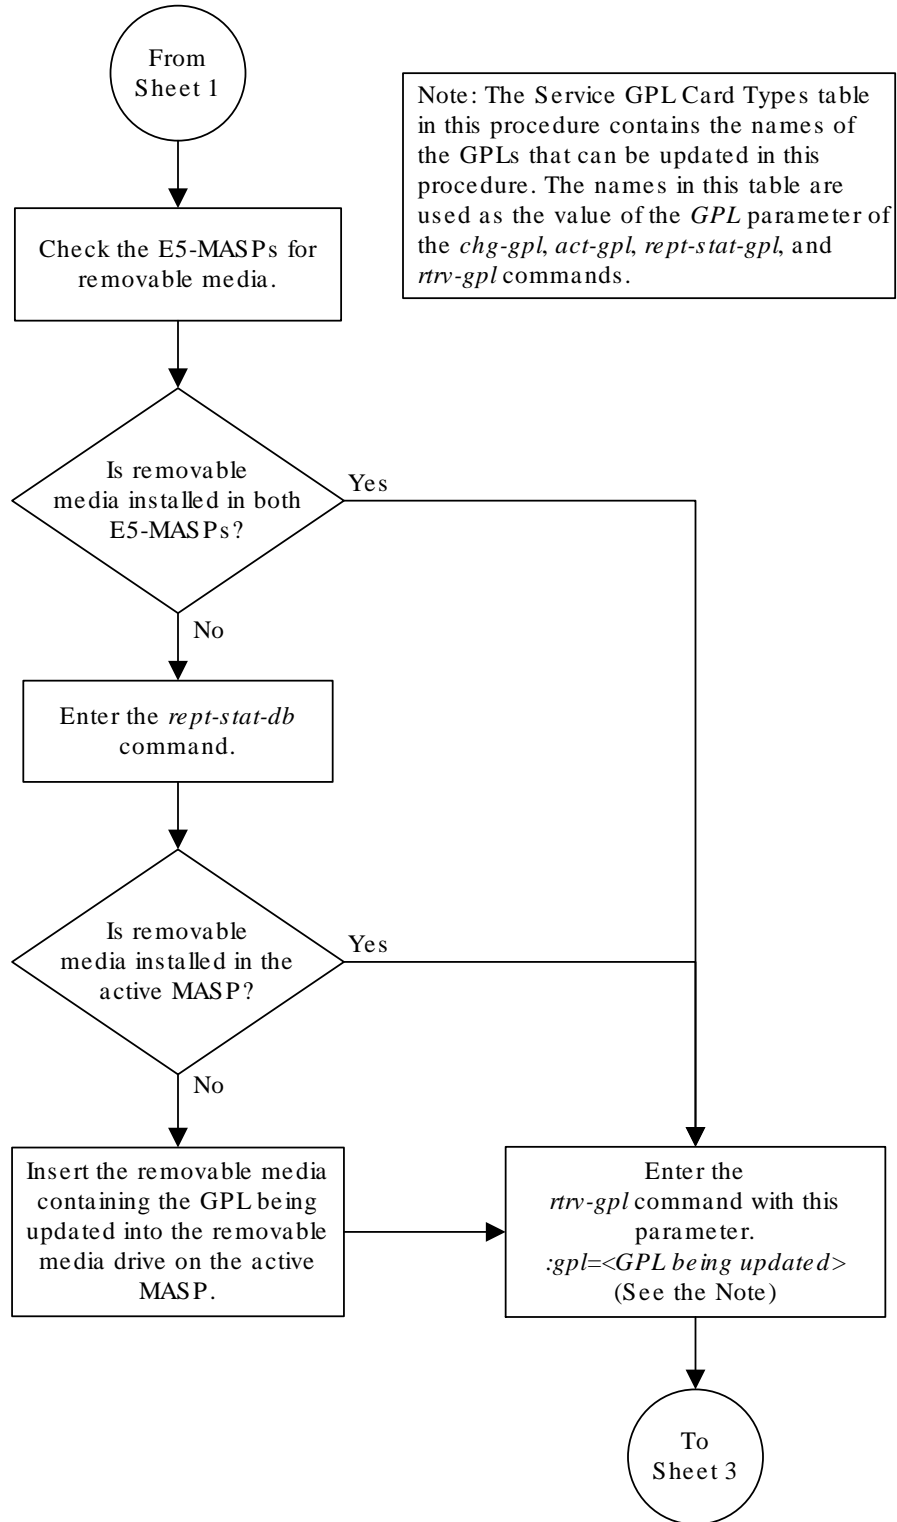 From
Sheet 1
Note: The Service GPL Card Types table
in this procedure contains the names of
the GPLs that can be updated in this
procedure. The names in this table are
used as the value of the GPL parameter of
the chg-gpl, act-gpl, rept-stat-gpl, and
rtrv-gpl commands.
Check the E5-MASPs for
removable media.
Is removable
media installed in both
E5-MASPs?
Yes
No
Enter the rept-stat-db
command.
Is removable
media installed in the
active MASP?
Yes
No
Insert the removable media
containing the GPL being
updated into the removable
media drive on the active
MASP.
Enter the
rtrv-gpl command with this
parameter.
:gpl=<GPL being updated>
(See the Note)
To
Sheet 3